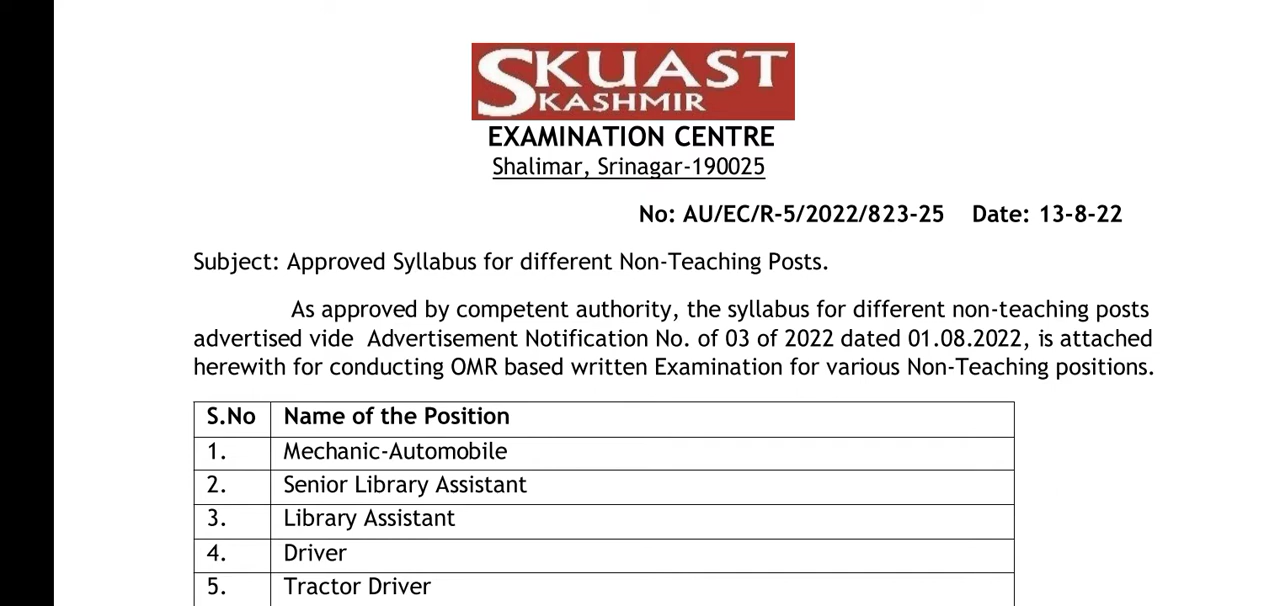 SKUAST
KASHMIR
EXAMINATION CENTRE
Shalimar, Srinagar-190025
No: AU/EC/R-5/2022/823-25 Date: 13-8-22
Subject: Approved Syllabus for different Non-Teaching Posts.
As approved by competent authority, the syllabus for different non-teaching posts
advertised vide Advertisement Notification No. of 03 of 2022 dated 01.08.2022, is attached
herewith for conducting OMR based written Examination for various Non-Teaching positions.
S.No Name of the Position
1. Mechanic-Automobile
2. Senior Library Assistant
3. Library Assistant
4. Driver
5. Tractor Driver